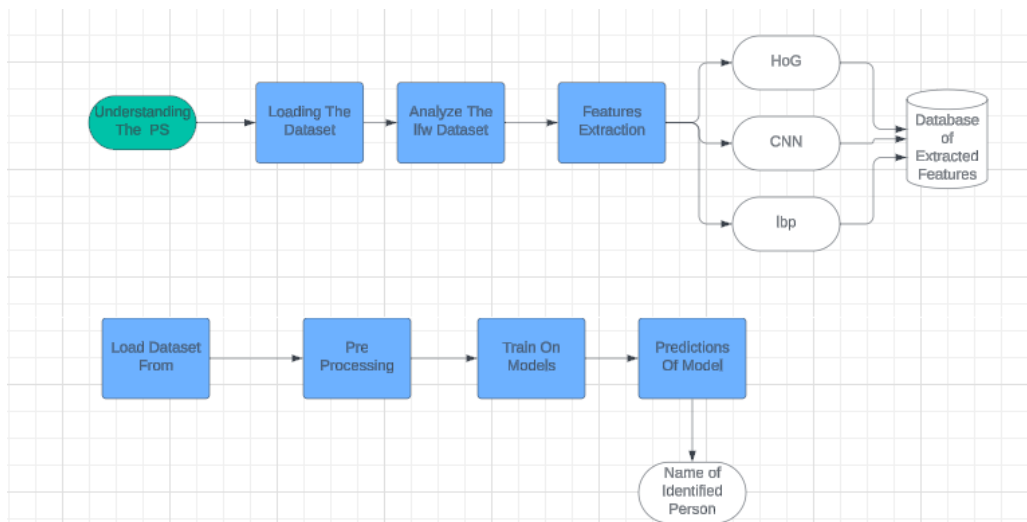 Understanding
The PS
Loading The
Dataset
Analyze The
lfw Dataset
Features
Extraction
HoG
CNN
lbp
Database
of
Extracted
Features
Load Dataset
From
Pre
Processing
Train On
Models
Predictions
Of Model
Name of
Identified
Person